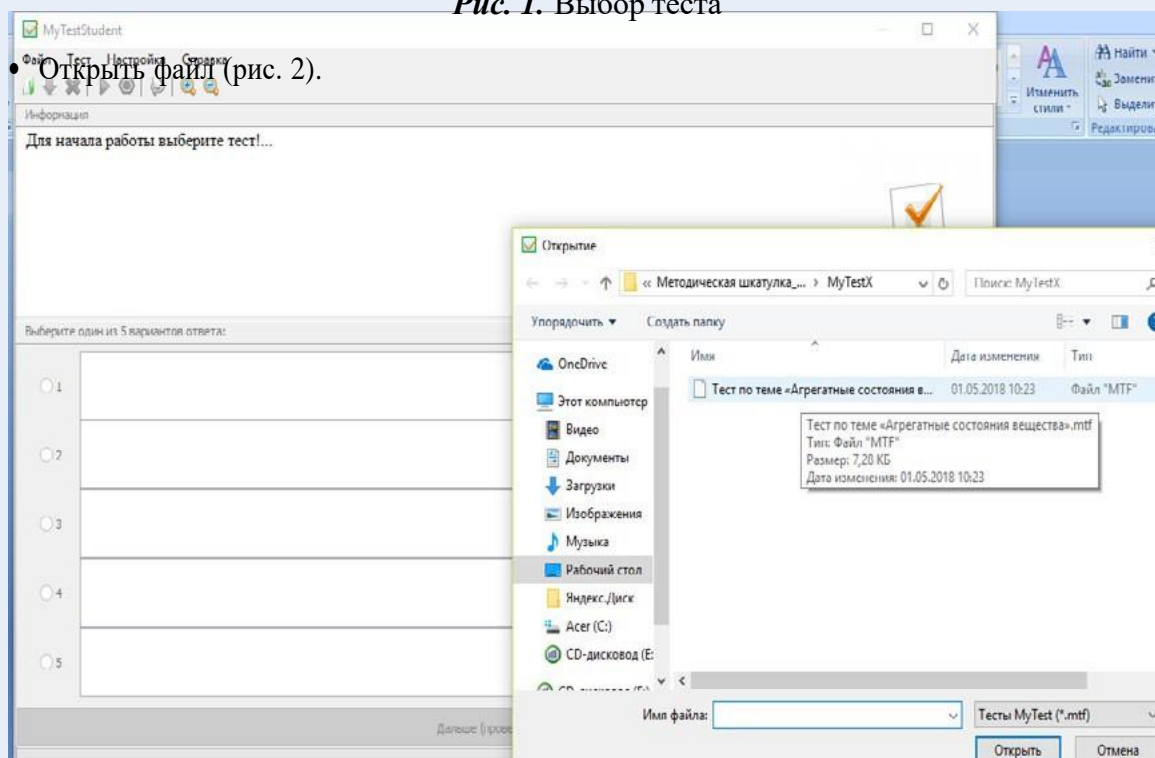 Рис. 1. Выбор теста
MyTestStudent
Файл Тест Настройка Справка
• Открыть файл (рис. 2).
Информация
Для начала работы выберите тест!...
Выберите один из 5 вариантов ответа:
1
2
3
4
5
Дальше (прове
Найти
Заменит
Выделит
Изменить
стили
Редактирова
Открытие
« Методическая шкатулка_... › MyTestX
Поиск: MyTestX
Упорядочить
Создать папку
Имя
Дата изменения
Тип
OneDrive
Этот компьютер
Видео
Документы
Загрузки
Изображения
Музыка
Рабочий стол
Яндекс.Диск
Acer (C:)
CD-дисковод (E:
Тест по теме «Агрегатные состояния в... 01.05.2018 10:23 Файл "MTF"
Тест по теме «Агрегатные состояния вещества».mtf
Тип: Файл "MTF"
Размер: 7,20 КБ
Дата изменения: 01.05.2018 10:23
Имя файла:
Тесты MyTest (*.mtf)
Открыть
Отмена